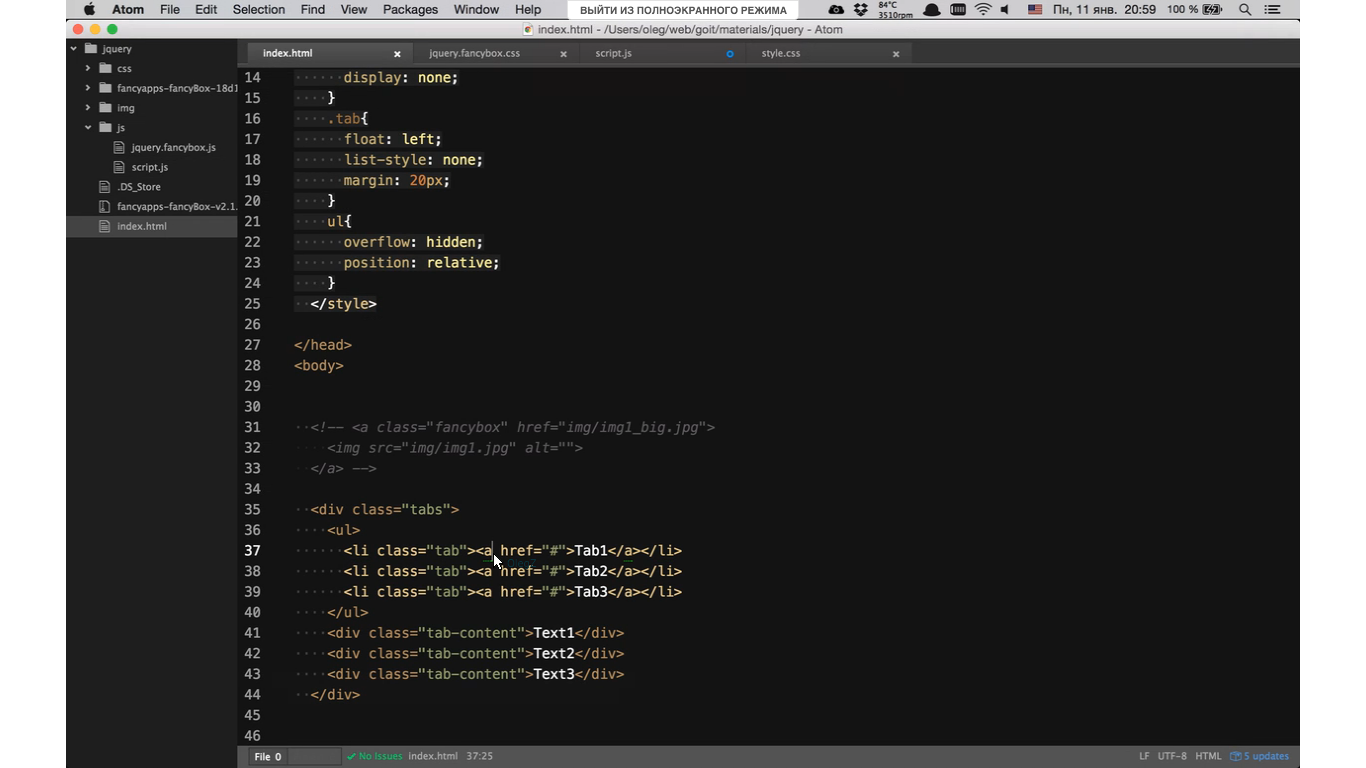 Atom File Edit Selection Find View Packages Window Help ВЫЙТИ ИЗ ПОЛНОЭКРАННОГО РЕЖИМА 84°C 3510rpm Пн, 11 янв. 20:59 100 %
index.html - /Users/oleg/web/goit/materials/jquery - Atom
jquery
css
fancyapps-fancyBox-18d1
img
js
jquery.fancybox.js
script.js
.DS_Store
fancyapps-fancyBox-v2.1.
index.html
index.html jquery.fancybox.css script.js style.css
14 display: none;
15 }
16 .tab{
17 float: left;
18 list-style: none;
19 margin: 20px;
20 }
21 ul{
22 overflow: hidden;
23 position: relative;
24 }
25 </style>
26
27 </head>
28 <body>
29
30
31 <!-- <a class="fancybox" href="img/img1_big.jpg">
32 <img src="img/img1.jpg" alt="">
33 </a> -->
34
35 <div class="tabs">
36 <ul>
37 <li class="tab"><a href="#">Tab1</a></li>
38 <li class="tab"><a href="#">Tab2</a></li>
39 <li class="tab"><a href="#">Tab3</a></li>
40 </ul>
41 <div class="tab-content">Text1</div>
42 <div class="tab-content">Text2</div>
43 <div class="tab-content">Text3</div>
44 </div>
45
46
File 0 No Issues index.html 37:25 LF UTF-8 HTML 5 updates